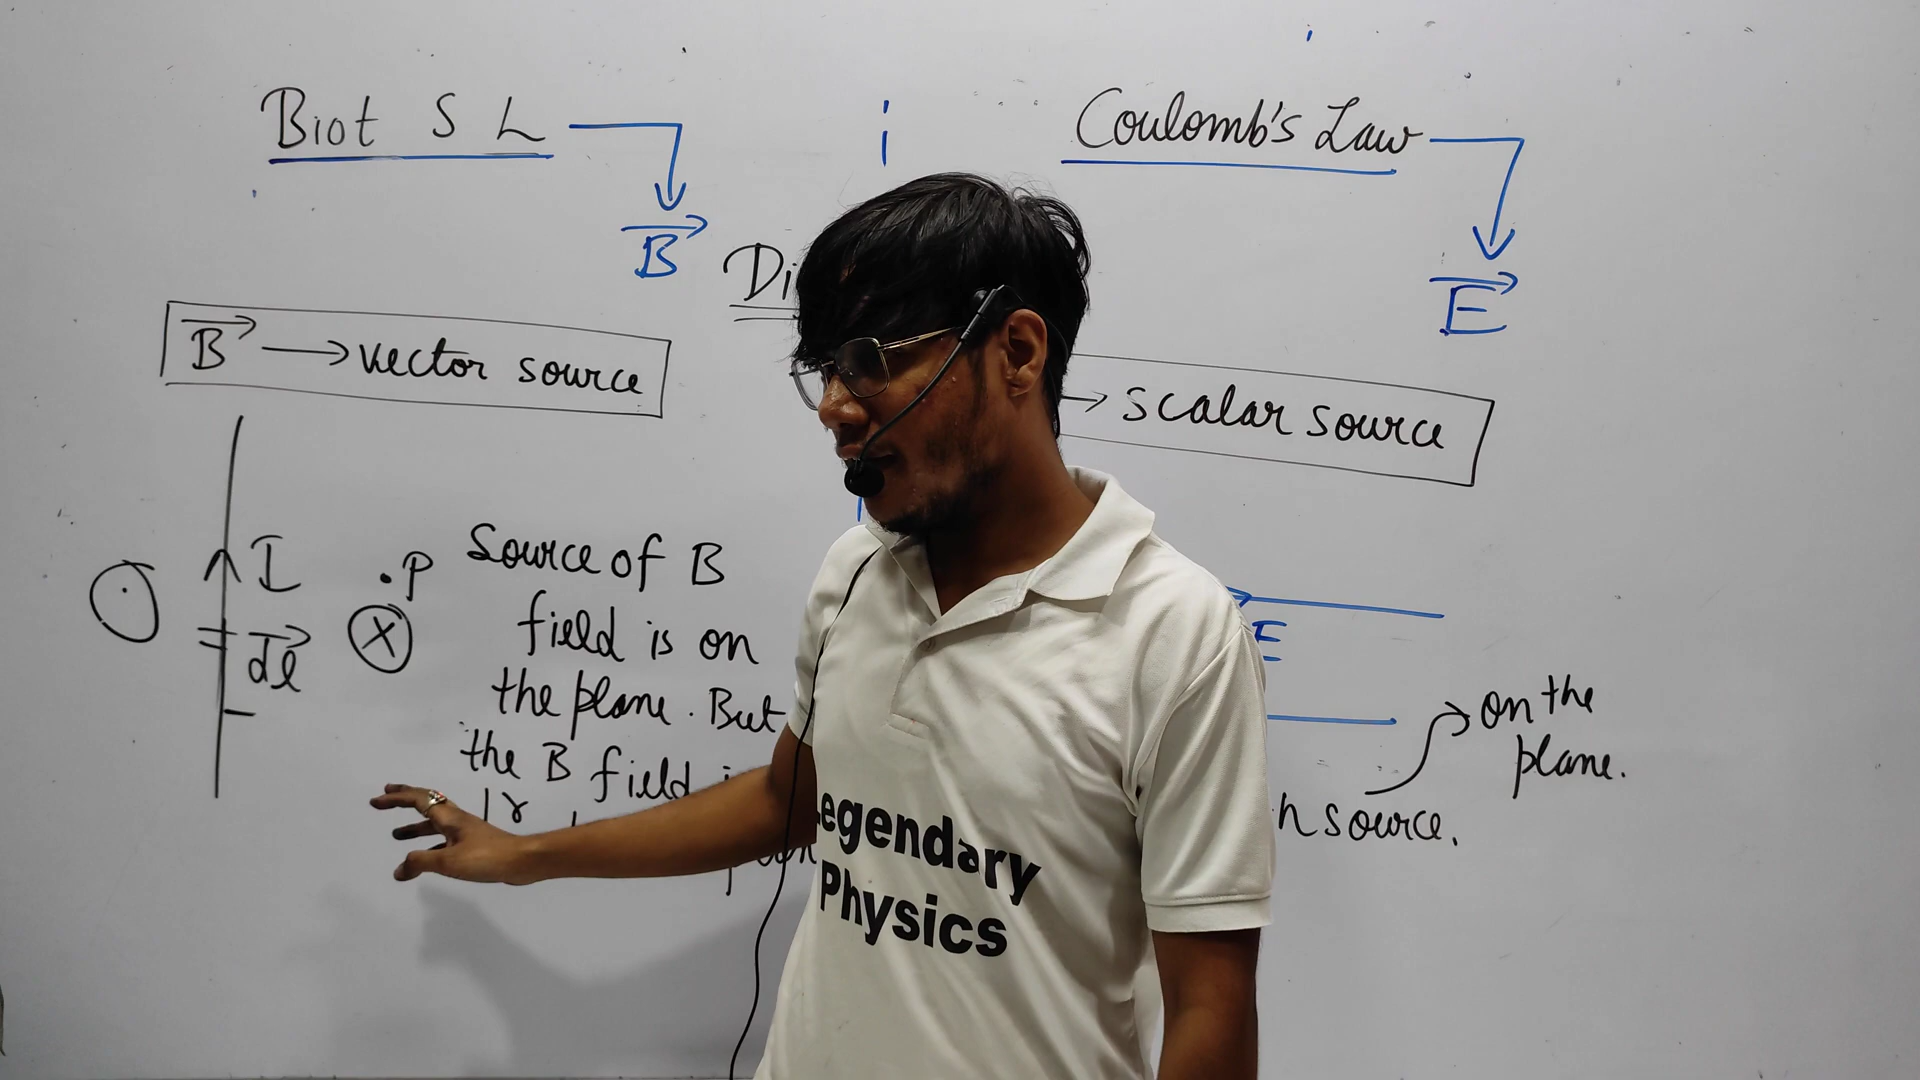 Biot S L
B
Coulomb's Law
E
Di
B → vector source
→ scalar source
I
dl
.P
X
Source of B
field is on
the plane. But
the B field
E
on the
plane.
source.
Legendary
Physics